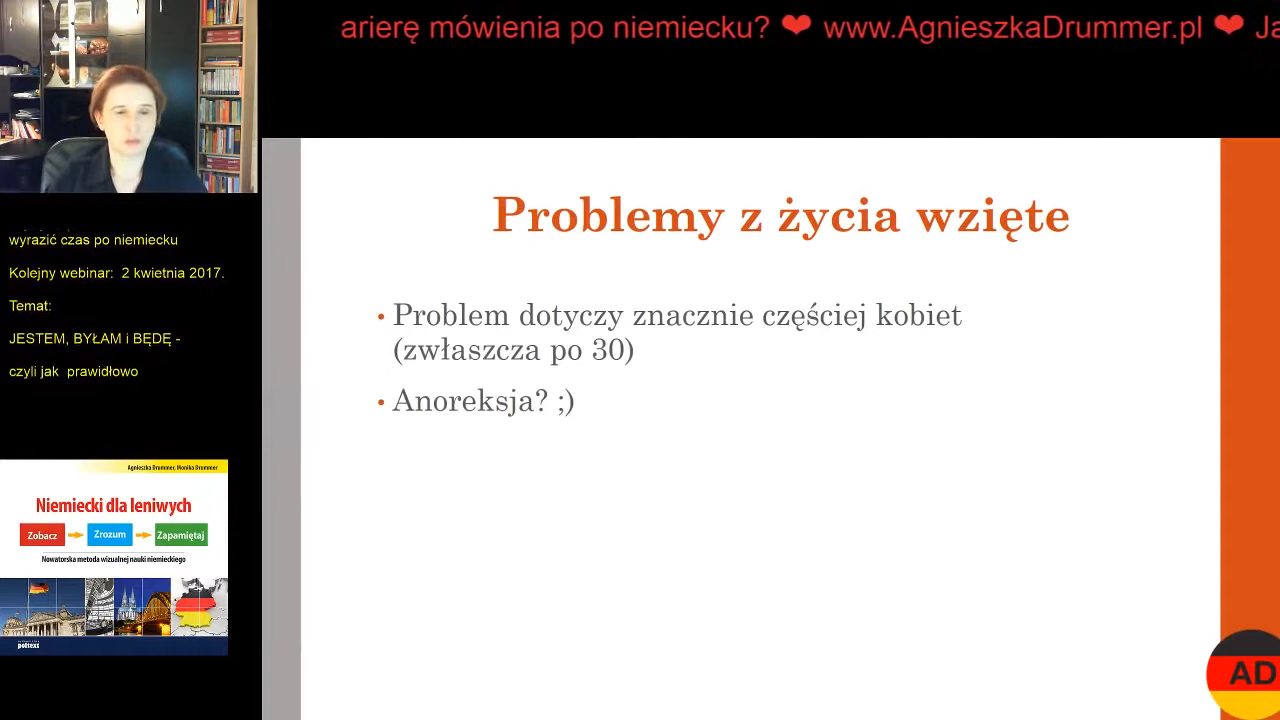 arierę mówienia po niemiecku? ❤ www.AgnieszkaDrummer.pl ❤ Ja
wyrazić czas po niemiecku
Kolejny webinar: 2 kwietnia 2017.
Temat:
JESTEM, BYŁAM i BĘDĘ -
czyli jak prawidłowo
Agnieszka Drummer, Monika Drummer
Niemiecki dla leniwych
Zobacz Zrozum Zapamiętaj
Nowatorska metoda wizualnej nauki niemieckiego
poltext
Problemy z życia wzięte
• Problem dotyczy znacznie częściej kobiet
(zwłaszcza po 30)
• Anoreksja? ;)
AD